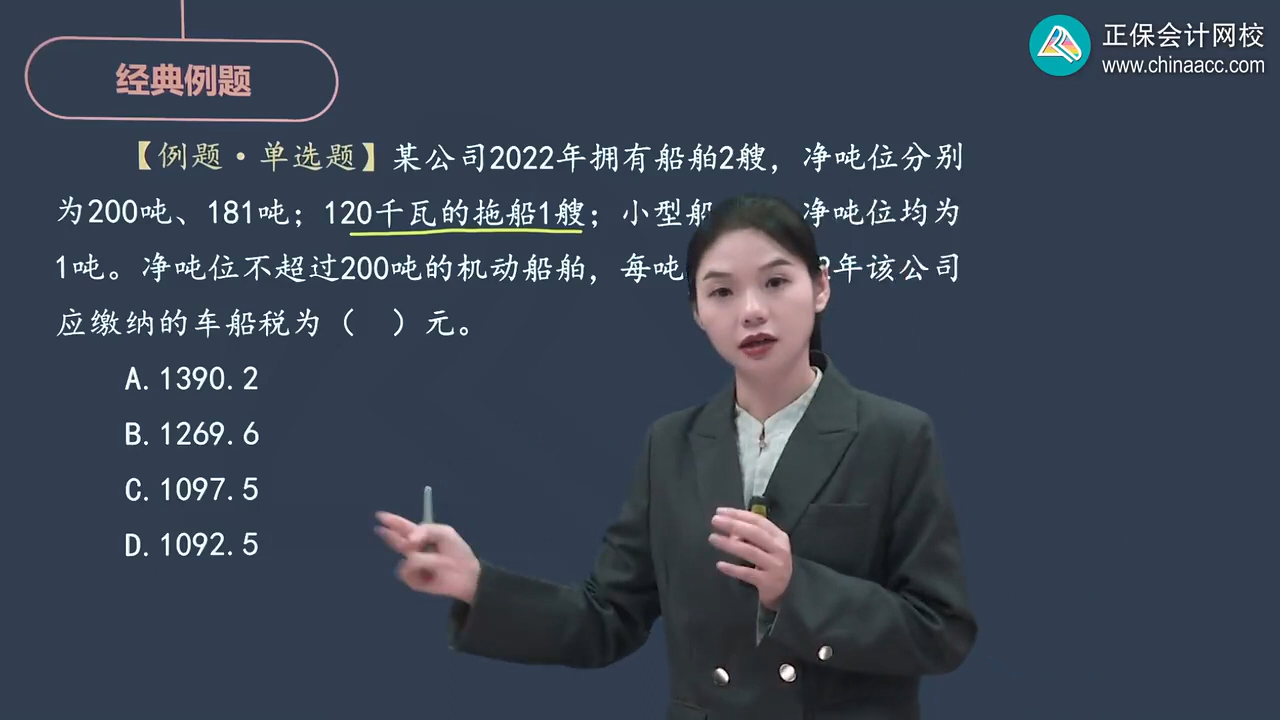 正保会计网校
www.chinaacc.com
经典例题
【例题·单选题】某公司2022年拥有船舶2艘，净吨位分别
为200吨、181吨；120千瓦的拖船1艘；小型船 净吨位均为
1吨。净吨位不超过200吨的机动船舶，每吨 年该公司
应缴纳的车船税为（ ）元。
A.1390.2
B.1269.6
C.1097.5
D.1092.5